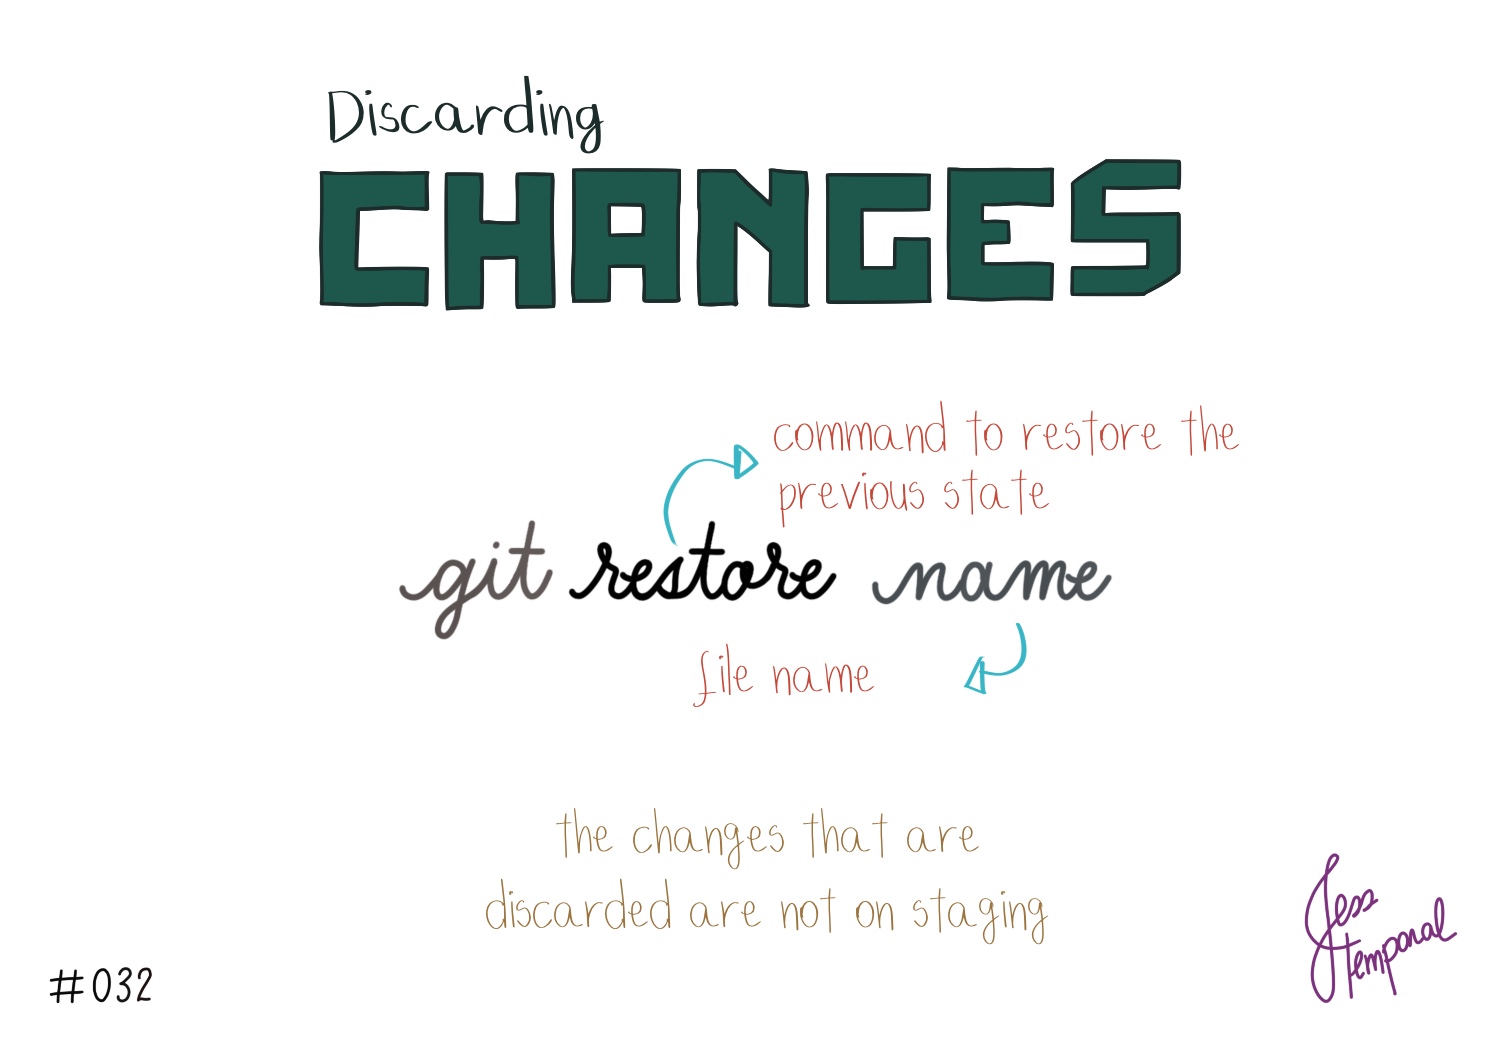 Discarding
CHANGES
command to restore the
previous state
git restore name
file name
the changes that are
discarded are not on staging
#032
Jess
temporal